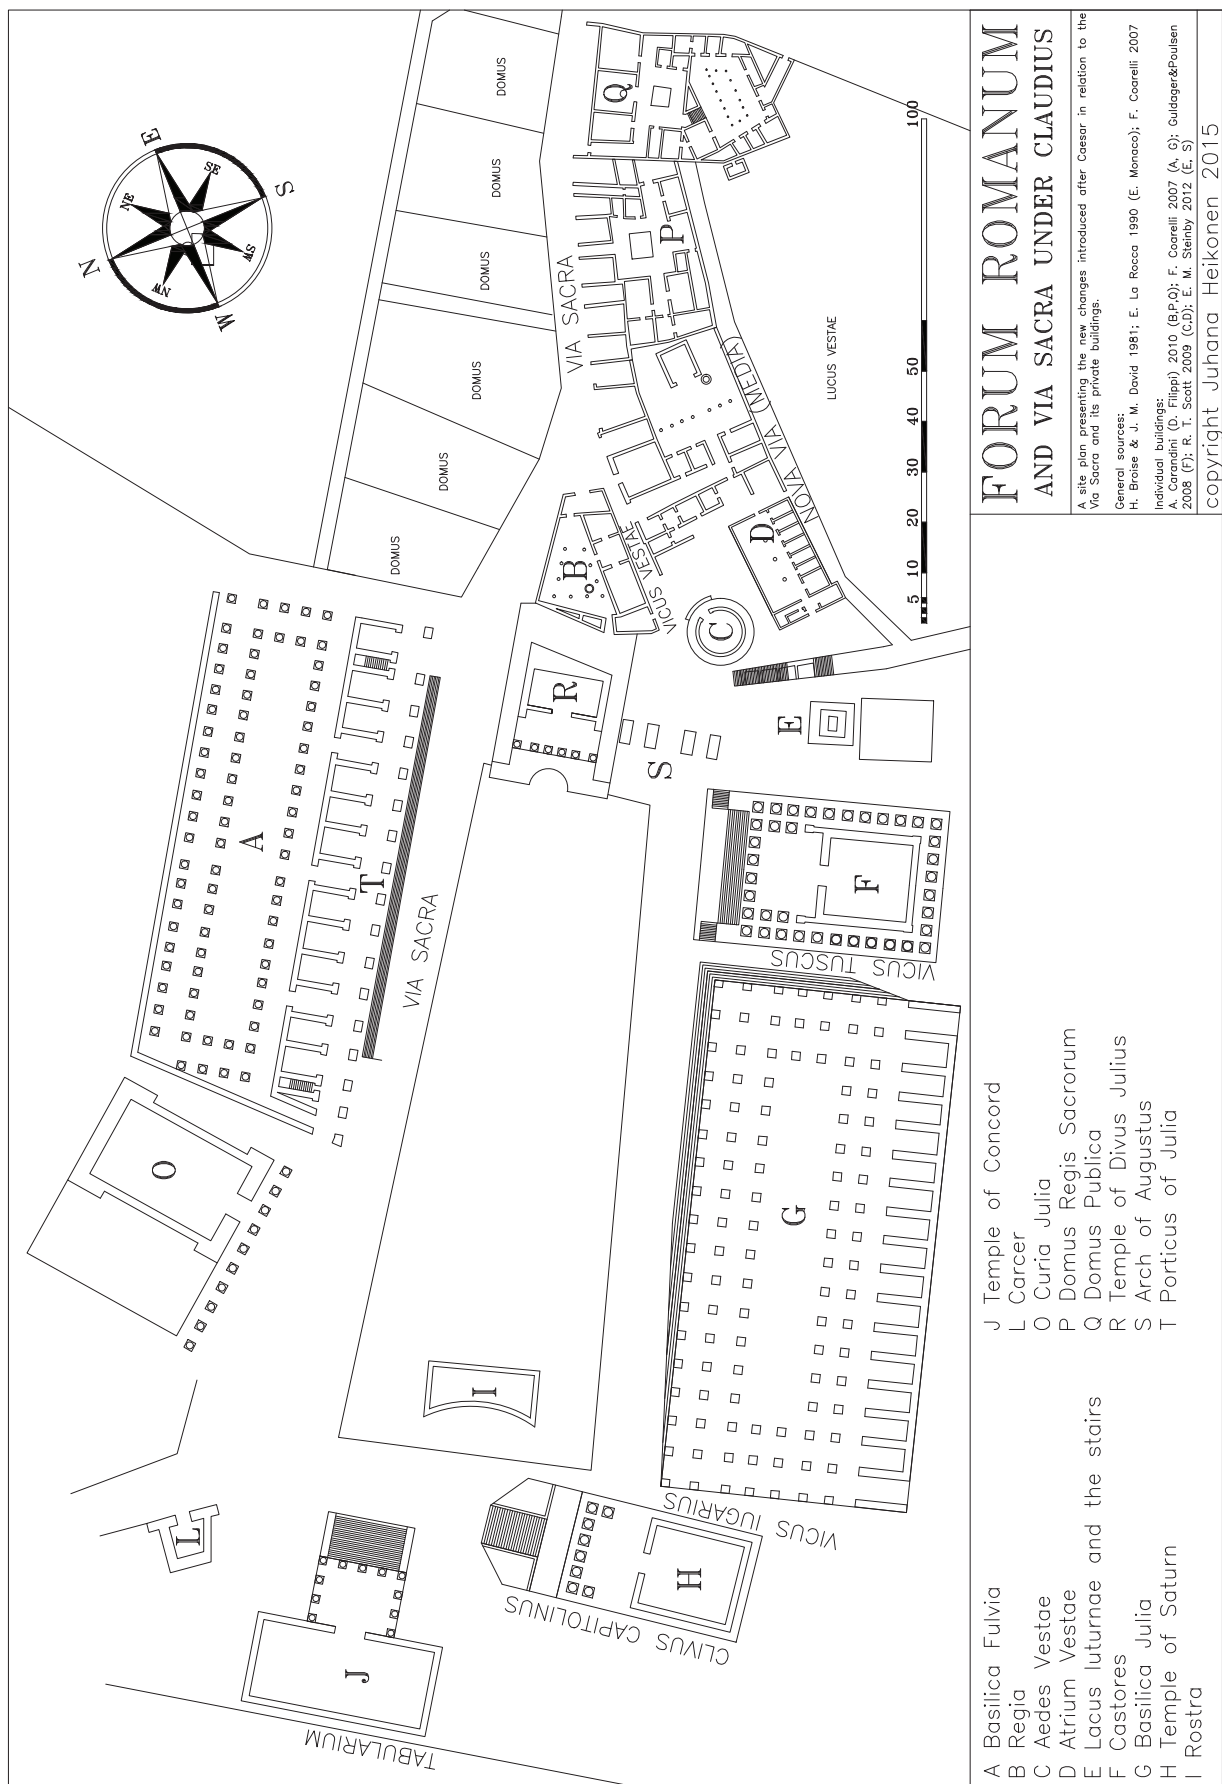 FORUM ROMANUM
AND VIA SACRA UNDER CLAUDIUS
A site plan presenting the new changes introduced after Caesar in relation to the
Via Sacra and its private buildings.
General sources:
H. Broise & J. M. David 1981; E. La Rocca 1990 (E. Monaco); F. Coarelli 2007
Individual buildings:
A. Carandini (D. Filippi) 2010 (B,P,Q); F. Coarelli 2007 (A, G); Guldager&Poulsen
2008 (F); R. T. Scott 2009 (C,D); E. M. Steinby 2012 (E, S)
copyright Juhana Heikonen 2015
A Basilica Fulvia
B Regia
C Aedes Vestae
D Atrium Vestae
E Lacus Iuturnae and the stairs
F Castores
G Basilica Julia
H Temple of Saturn
I Rostra
J Temple of Concord
L Carcer
O Curia Julia
P Domus Regis Sacrorum
Q Domus Publica
R Temple of Divus Julius
S Arch of Augustus
T Porticus of Julia
N
NE
E
SE
S
SW
W
NW
DOMUS
DOMUS
DOMUS
DOMUS
DOMUS
DOMUS
VIA SACRA
VIA SACRA
VICUS VESTAE
NOVA VIA (MEDIA)
LUCUS VESTAE
VICUS TUSCUS
VICUS IUGARIUS
CLIVUS CAPITOLINUS
TABULARIUM
A
B
C
D
E
F
G
H
I
J
L
O
P
Q
R
S
T
5 10 20 30 40 50 100